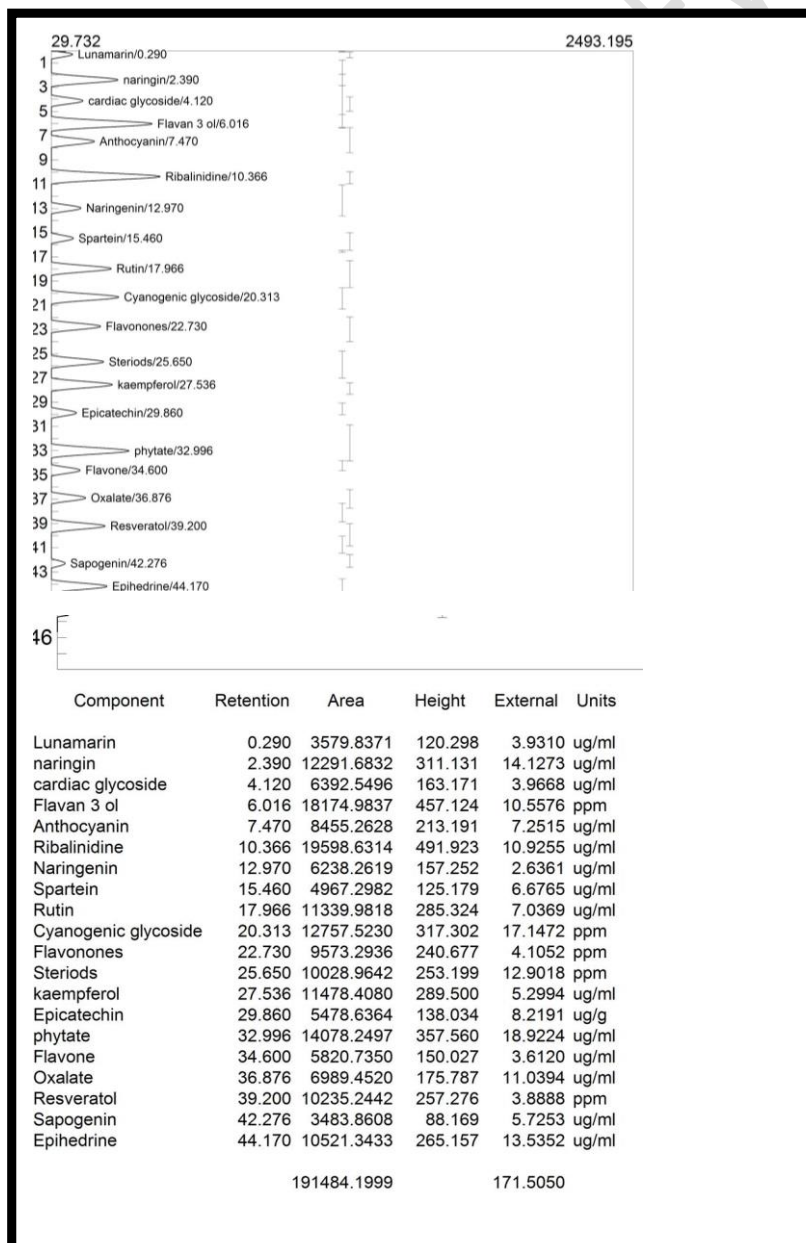 29.732 2493.195
Lunamarin/0.290
1
naringin/2.390
3
cardiac glycoside/4.120
5
Flavan 3 ol/6.016
7
Anthocyanin/7.470
9
Ribalinidine/10.366
11
13 Naringenin/12.970
15
Spartein/15.460
17
Rutin/17.966
19
Cyanogenic glycoside/20.313
21
23 Flavonones/22.730
25
Steriods/25.650
27
kaempferol/27.536
29
Epicatechin/29.860
31
33 phytate/32.996
Flavone/34.600
35
37 Oxalate/36.876
39 Resveratol/39.200
41
Sapogenin/42.276
43
Epihedrine/44.170
46
Component Retention Area Height External Units
Lunamarin 0.290 3579.8371 120.298 3.9310 ug/ml
naringin 2.390 12291.6832 311.131 14.1273 ug/ml
cardiac glycoside 4.120 6392.5496 163.171 3.9668 ug/ml
Flavan 3 ol 6.016 18174.9837 457.124 10.5576 ppm
Anthocyanin 7.470 8455.2628 213.191 7.2515 ug/ml
Ribalinidine 10.366 19598.6314 491.923 10.9255 ug/ml
Naringenin 12.970 6238.2619 157.252 2.6361 ug/ml
Spartein 15.460 4967.2982 125.179 6.6765 ug/ml
Rutin 17.966 11339.9818 285.324 7.0369 ug/ml
Cyanogenic glycoside 20.313 12757.5230 317.302 17.1472 ppm
Flavonones 22.730 9573.2936 240.677 4.1052 ppm
Steriods 25.650 10028.9642 253.199 12.9018 ppm
kaempferol 27.536 11478.4080 289.500 5.2994 ug/ml
Epicatechin 29.860 5478.6364 138.034 8.2191 ug/g
phytate 32.996 14078.2497 357.560 18.9224 ug/ml
Flavone 34.600 5820.7350 150.027 3.6120 ug/ml
Oxalate 36.876 6989.4520 175.787 11.0394 ug/ml
Resveratol 39.200 10235.2442 257.276 3.8888 ppm
Sapogenin 42.276 3483.8608 88.169 5.7253 ug/ml
Epihedrine 44.170 10521.3433 265.157 13.5352 ug/ml
191484.1999 171.5050